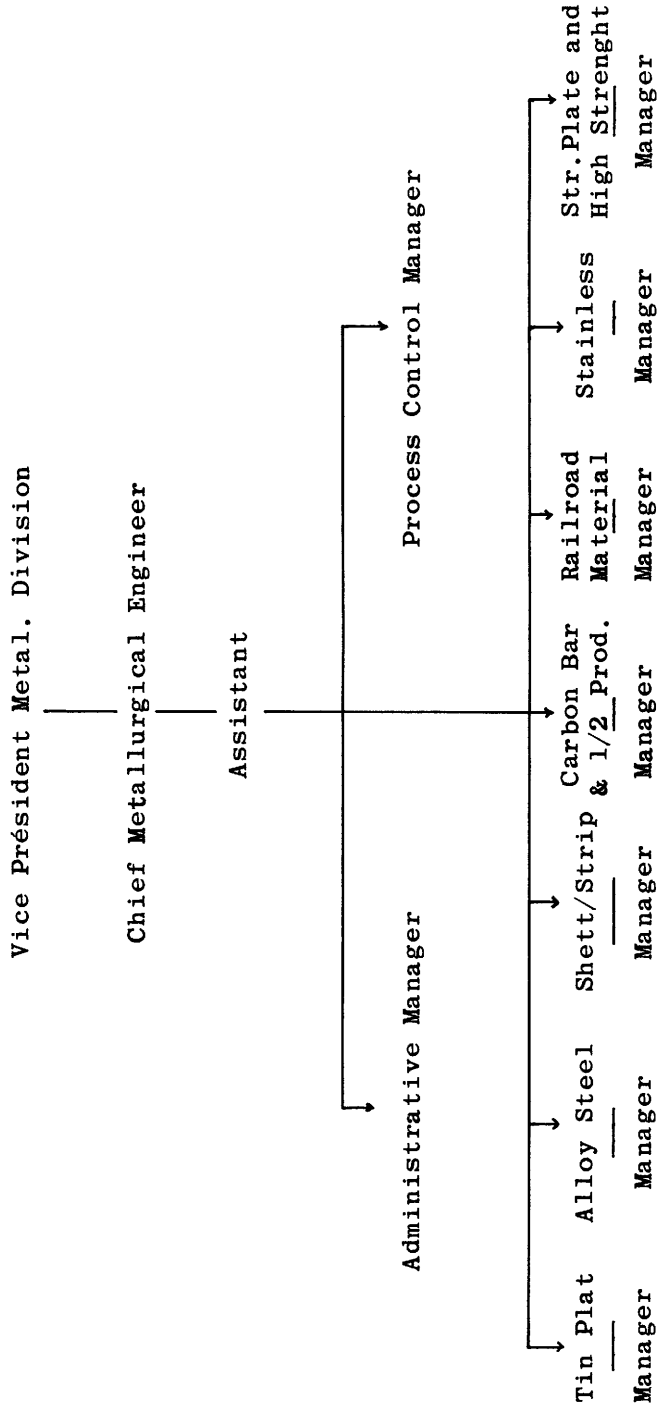 Vice Président Metal. Division
Chief Metallurgical Engineer
Assistant
Administrative Manager
Process Control Manager
Tin Plat
Manager
Alloy Steel
Manager
Shett/Strip
Manager
Carbon Bar
& 1/2 Prod.
Manager
Railroad
Material
Manager
Stainless
Manager
Str.Plate and
High Strenght
Manager